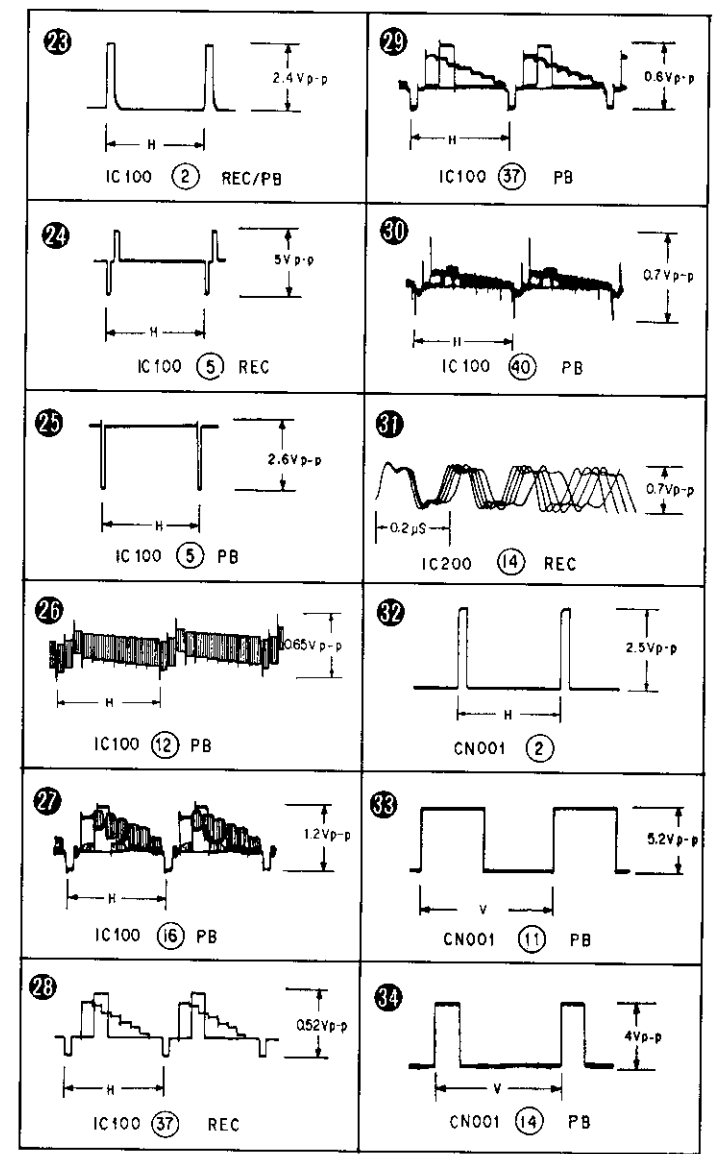 23
2.4Vp-p
H
IC100 2 REC/PB
24
5Vp-p
H
IC100 5 REC
25
2.6Vp-p
H
IC100 5 PB
26
0.65Vp-p
H
IC100 12 PB
27
1.2Vp-p
H
IC100 16 PB
28
0.52Vp-p
H
IC100 37 REC
29
0.6Vp-p
H
IC100 37 PB
30
0.7Vp-p
H
IC100 40 PB
31
0.7Vp-p
0.2µS
IC200 14 REC
32
2.5Vp-p
H
CN001 2
33
5.2Vp-p
V
CN001 11 PB
34
4Vp-p
V
CN001 14 PB